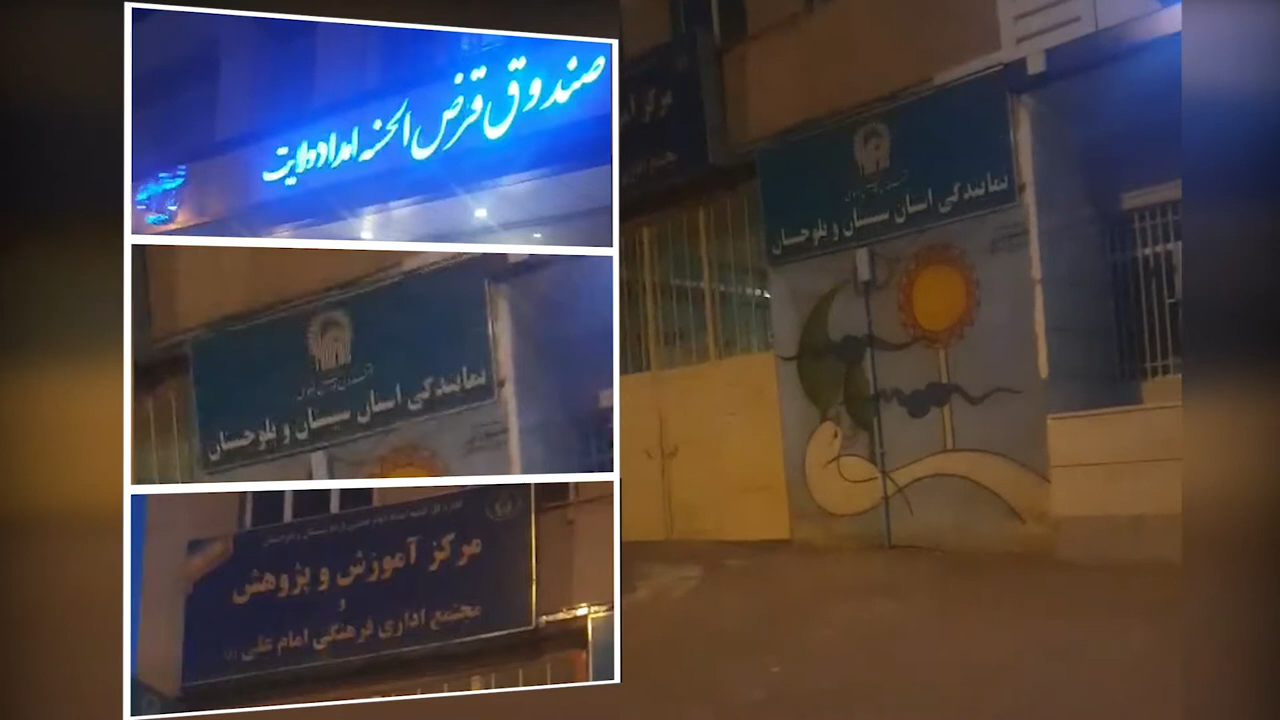 صندوق قرض الحسنه امداد ولایت
نمایندگی استان سیستان و بلوچستان
مرکز آموزش و پژوهش
و
مجتمع اداری فرهنگی امام علی
نمایندگی استان سیستان و بلوچستان